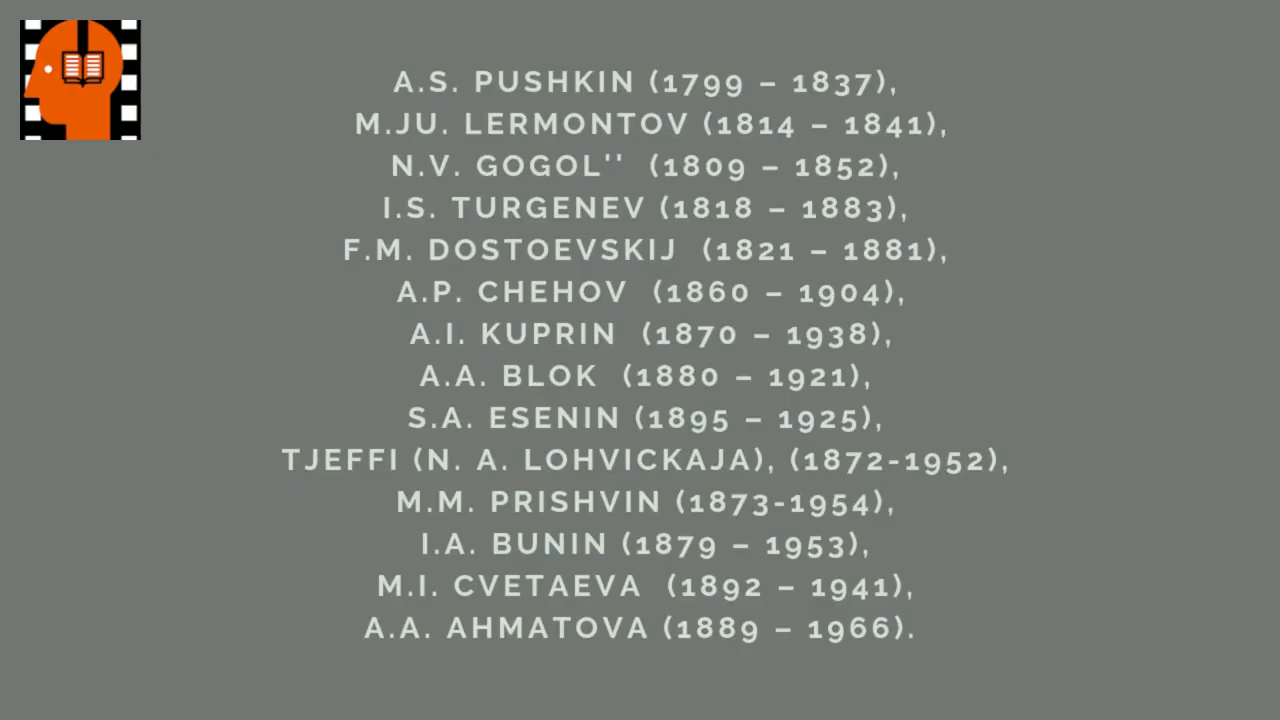 A.S. PUSHKIN (1799 – 1837),
M.JU. LERMONTOV (1814 – 1841),
N.V. GOGOL'' (1809 – 1852),
I.S. TURGENEV (1818 – 1883),
F.M. DOSTOEVSKIJ (1821 – 1881),
A.P. CHEHOV (1860 – 1904),
A.I. KUPRIN (1870 – 1938),
A.A. BLOK (1880 – 1921),
S.A. ESENIN (1895 – 1925),
TJEFFI (N. A. LOHVICKAJA), (1872-1952),
M.M. PRISHVIN (1873-1954),
I.A. BUNIN (1879 – 1953),
M.I. CVETAEVA (1892 – 1941),
A.A. AHMATOVA (1889 – 1966).